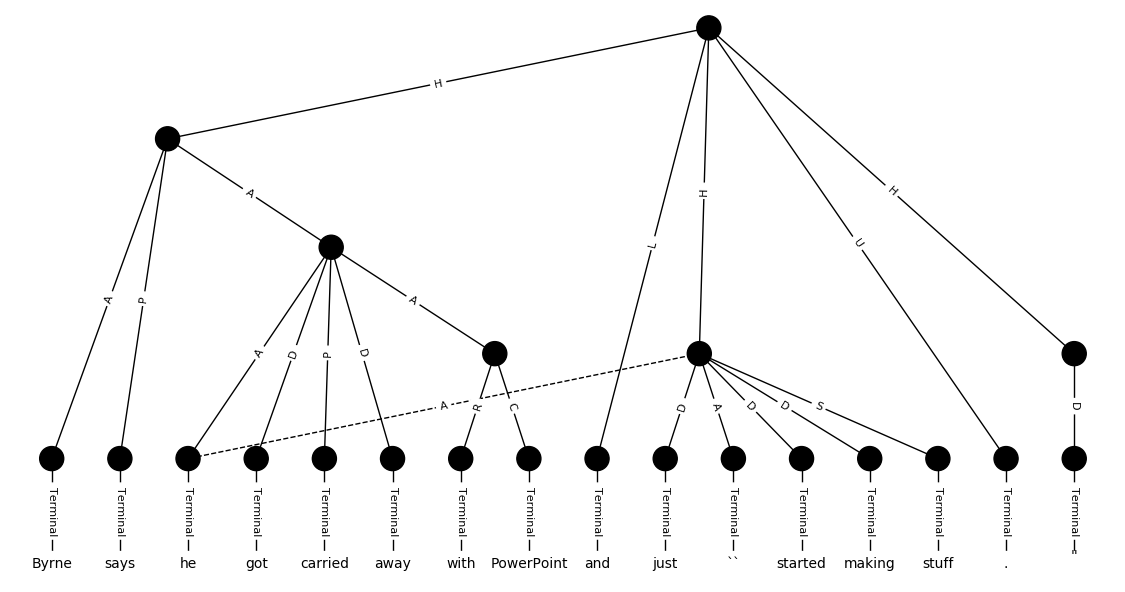 H
A
H
H
L
U
A
A
P
A
D
P
D
A
R
C
D
A
D
D
S
D
Terminal Terminal Terminal Terminal Terminal Terminal Terminal Terminal Terminal Terminal Terminal Terminal Terminal Terminal Terminal Terminal
Byrne says he got carried away with PowerPoint and just `` started making stuff . "
A